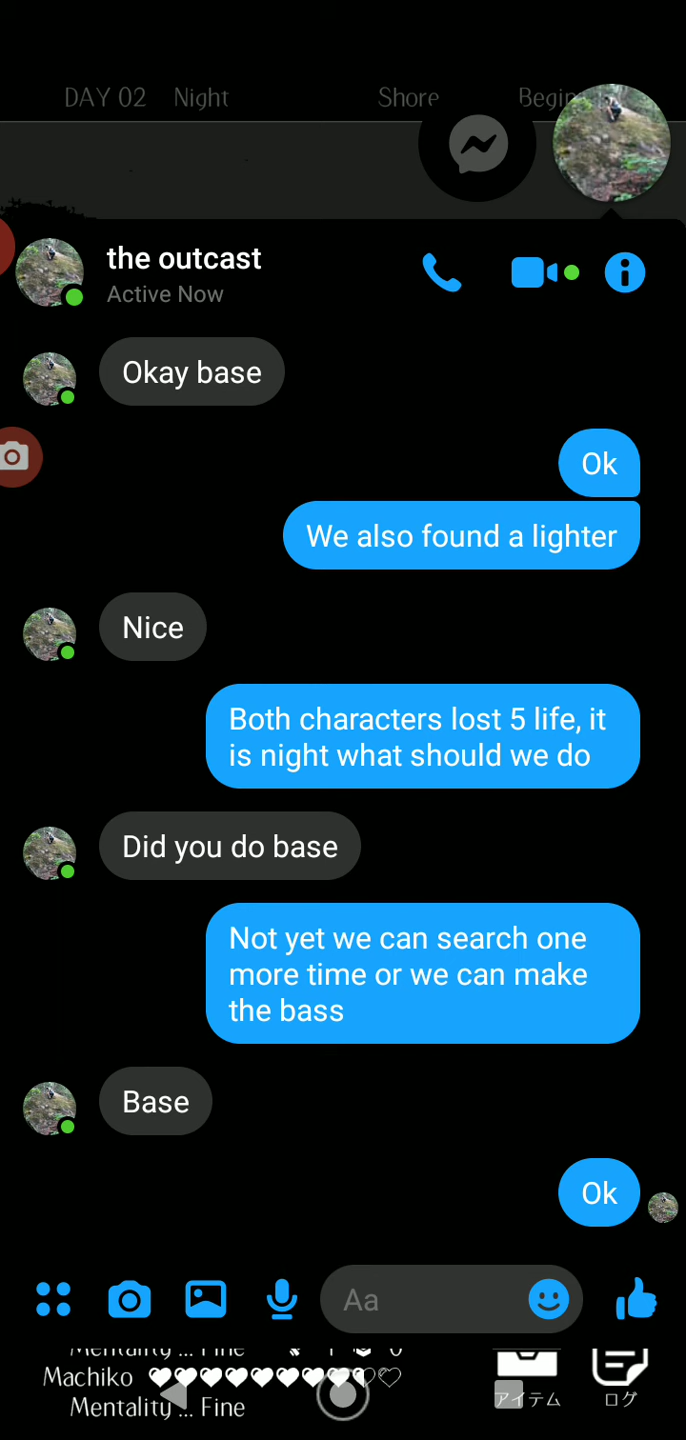 DAY 02 Night Shore Begin
the outcast
Active Now
Okay base
Ok
We also found a lighter
Nice
Both characters lost 5 life, it
is night what should we do
Did you do base
Not yet we can search one
more time or we can make
the bass
Base
Ok
Aa
Mentality ... Fine
Machiko
Mentality ... Fine
アイテム
ログ